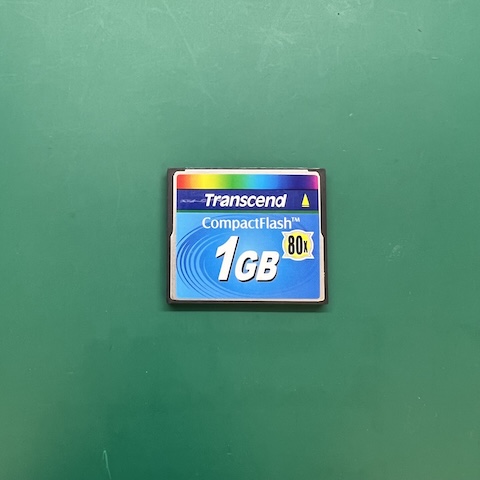 Transcend
CompactFlash™
1GB
80x